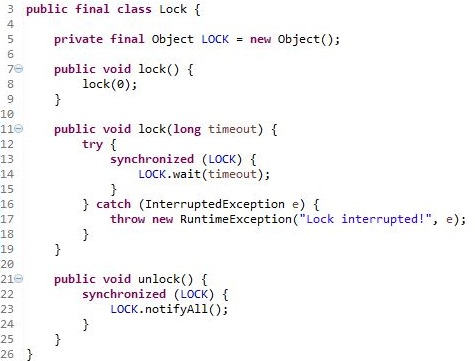 3 public final class Lock {
4
5     private final Object LOCK = new Object();
6
7     public void lock() {
8         lock(0);
9     }
10
11     public void lock(long timeout) {
12         try {
13             synchronized (LOCK) {
14                 LOCK.wait(timeout);
15             }
16         } catch (InterruptedException e) {
17             throw new RuntimeException("Lock interrupted!", e);
18         }
19     }
20
21     public void unlock() {
22         synchronized (LOCK) {
23             LOCK.notifyAll();
24         }
25     }
26 }